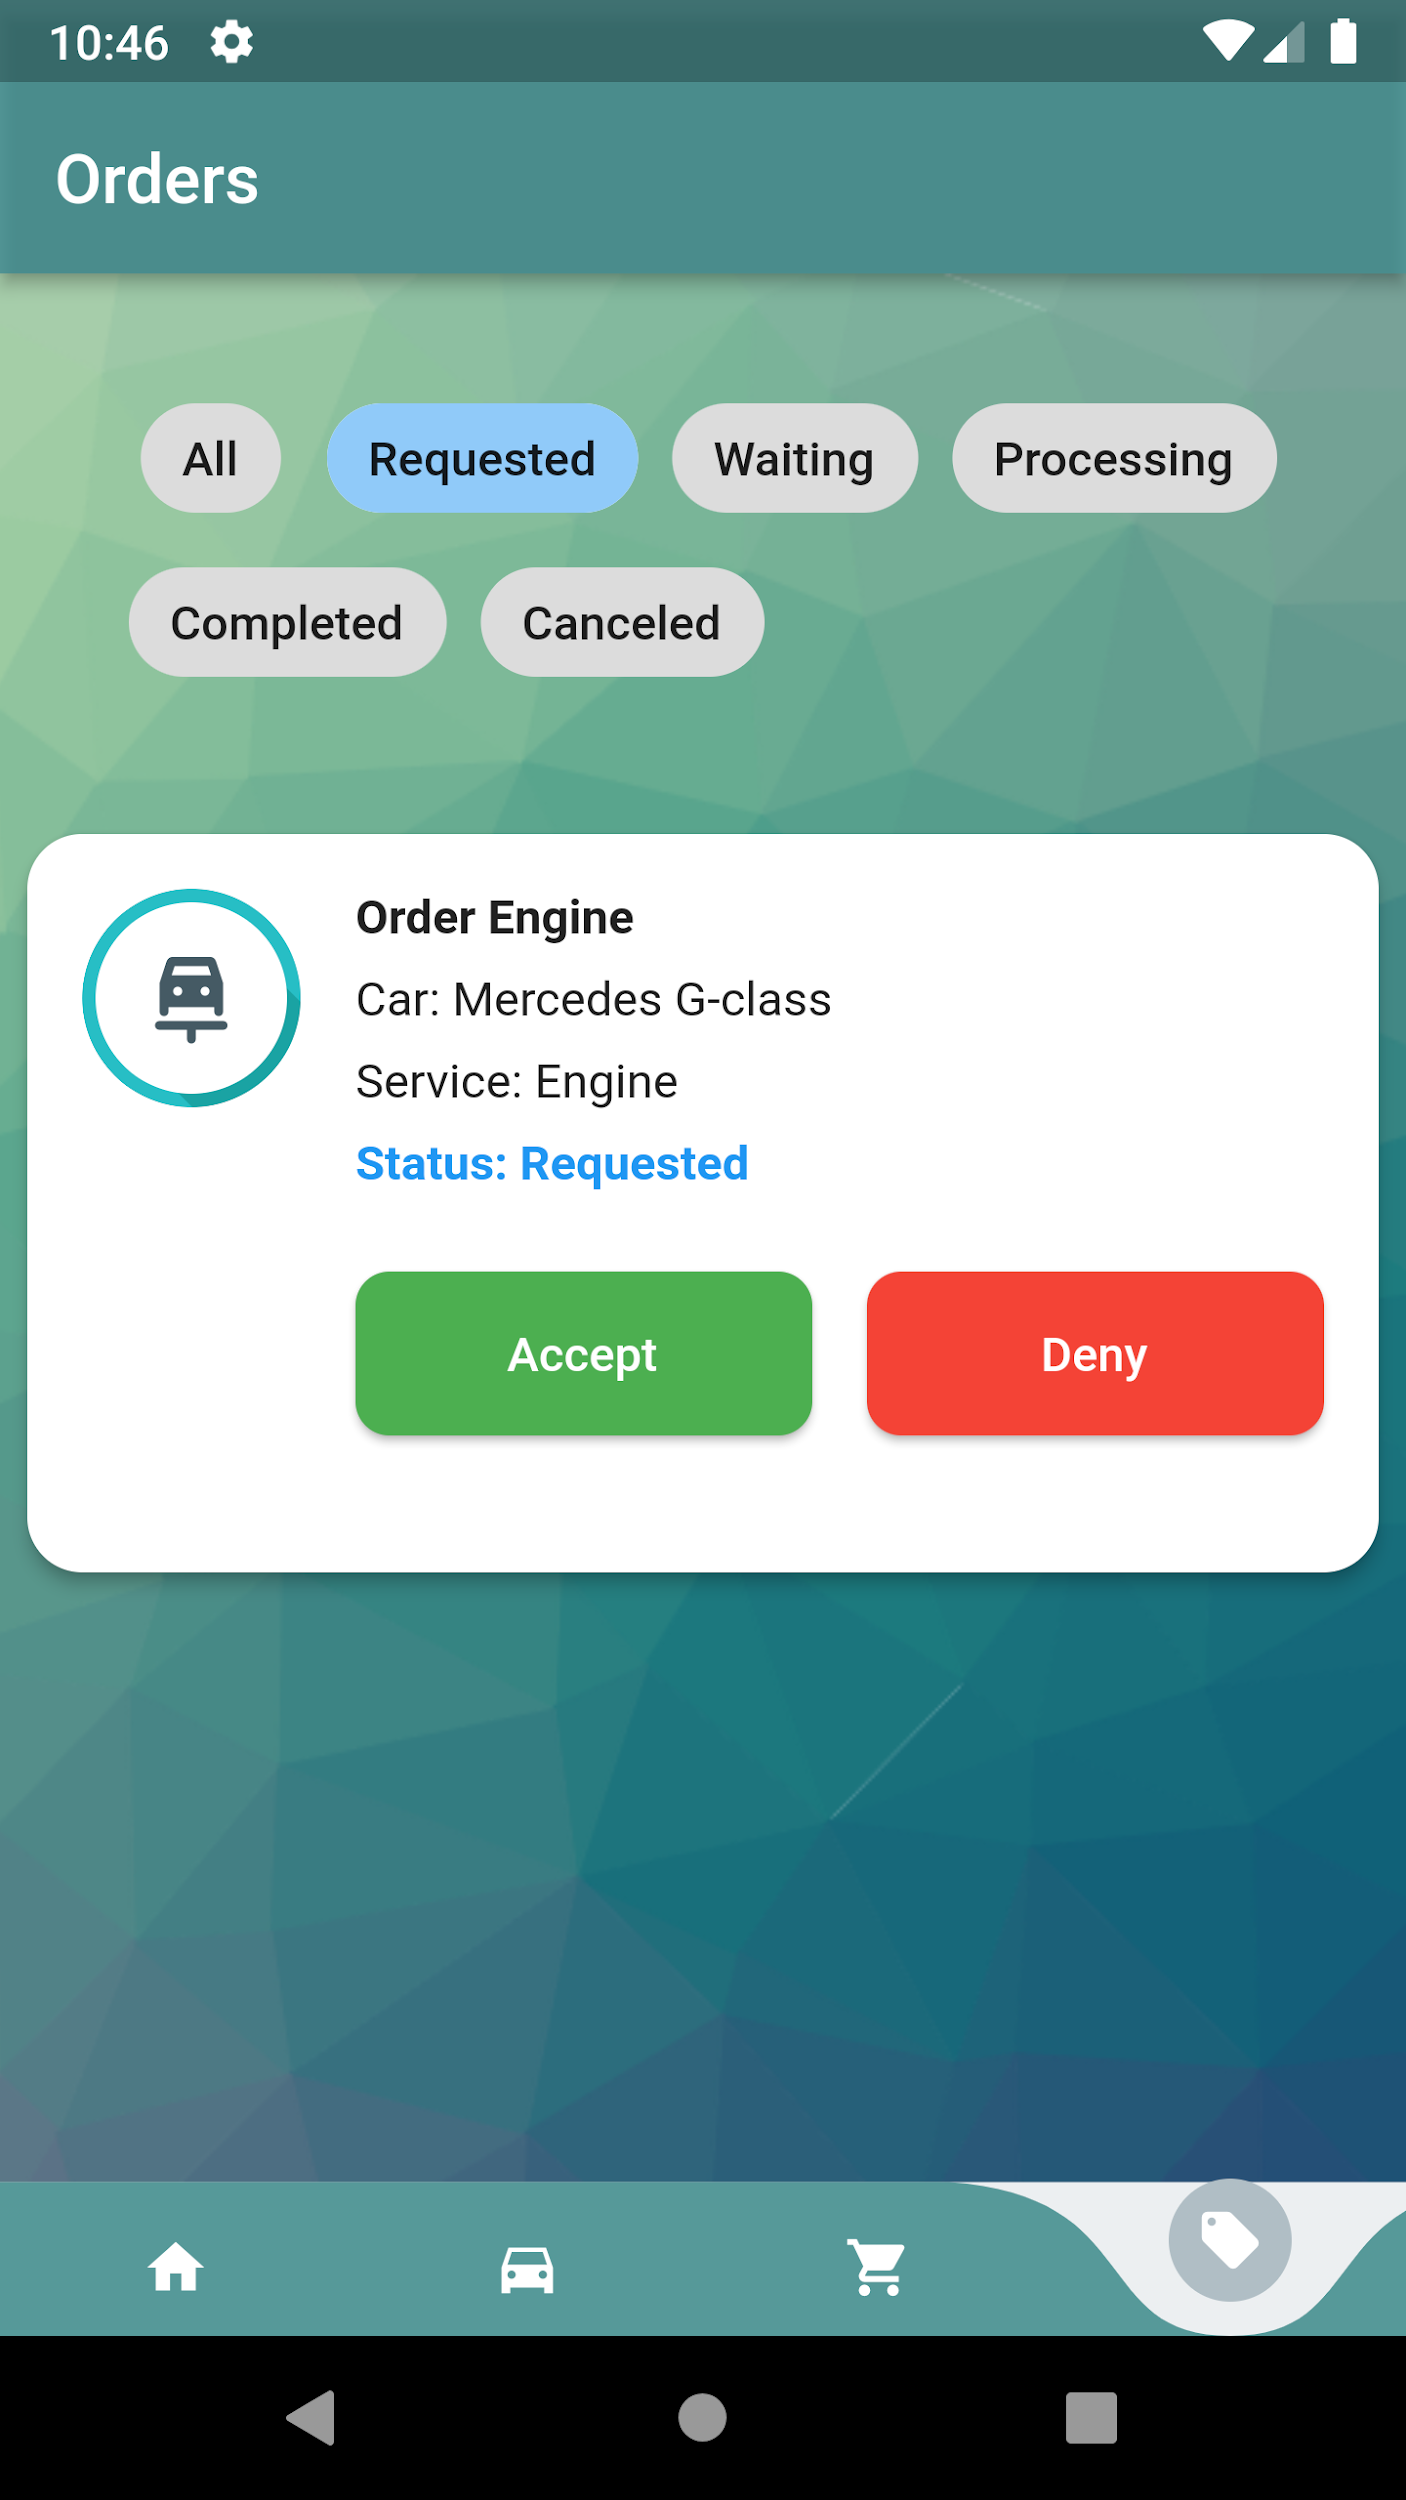 10:46
Orders
All Requested Waiting Processing
Completed Canceled
Order Engine
Car: Mercedes G-class
Service: Engine
Status: Requested
Accept Deny